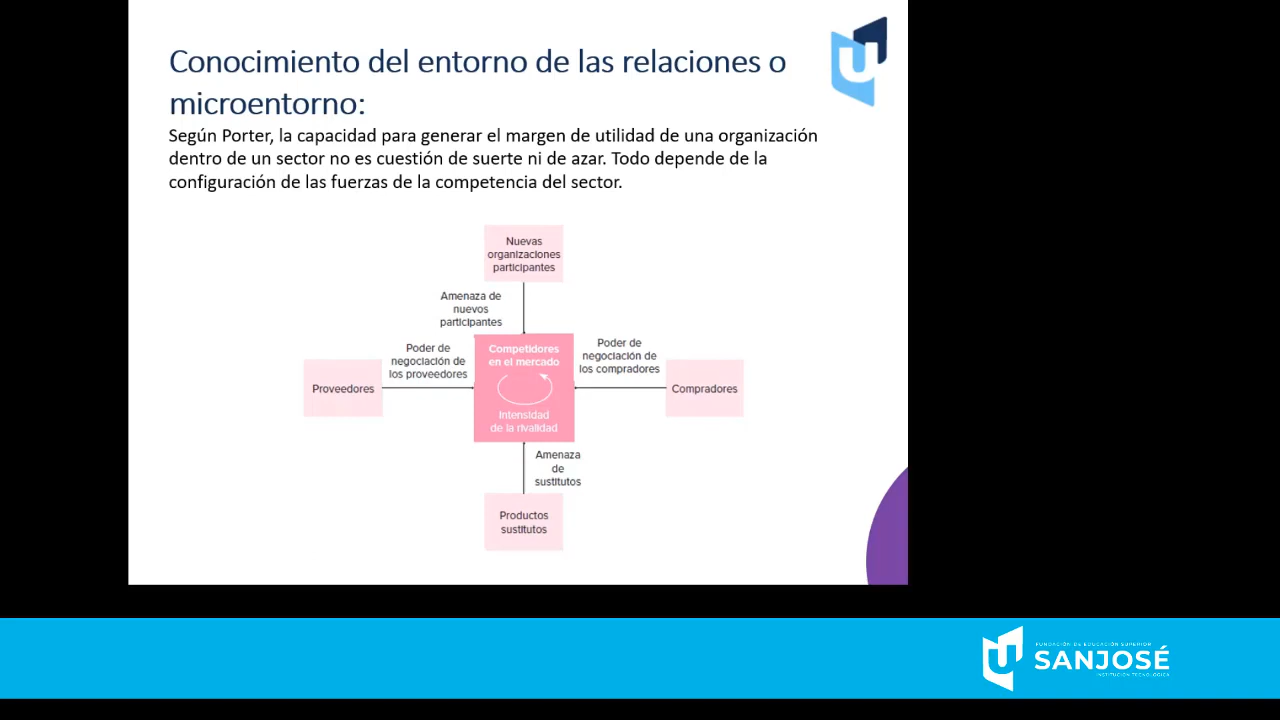 Conocimiento del entorno de las relaciones o
microentorno:
Según Porter, la capacidad para generar el margen de utilidad de una organización
dentro de un sector no es cuestión de suerte ni de azar. Todo depende de la
configuración de las fuerzas de la competencia del sector.
Nuevas
organizaciones
participantes
Amenaza de
nuevos
participantes
Poder de
negociación de
los proveedores
Proveedores
Competidores
en el mercado
Intensidad
de la rivalidad
Poder de
negociación de
los compradores
Compradores
Amenaza
de
sustitutos
Productos
sustitutos
FUNDACIÓN DE EDUCACIÓN SUPERIOR
SANJOSÉ
INSTITUCIÓN TECNOLÓGICA